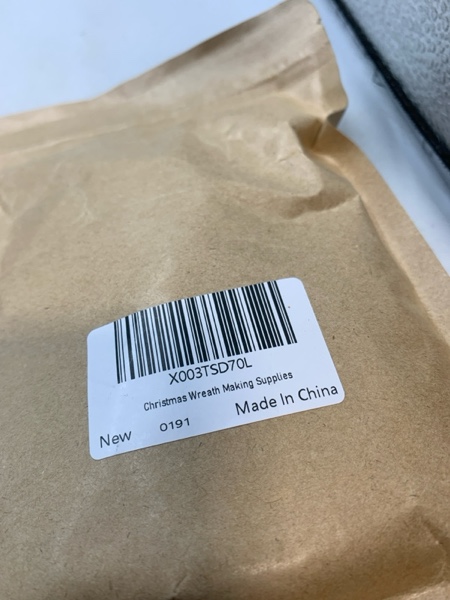 X003TSD70L
Christmas Wreath Making Supplies
New 0191 Made In China